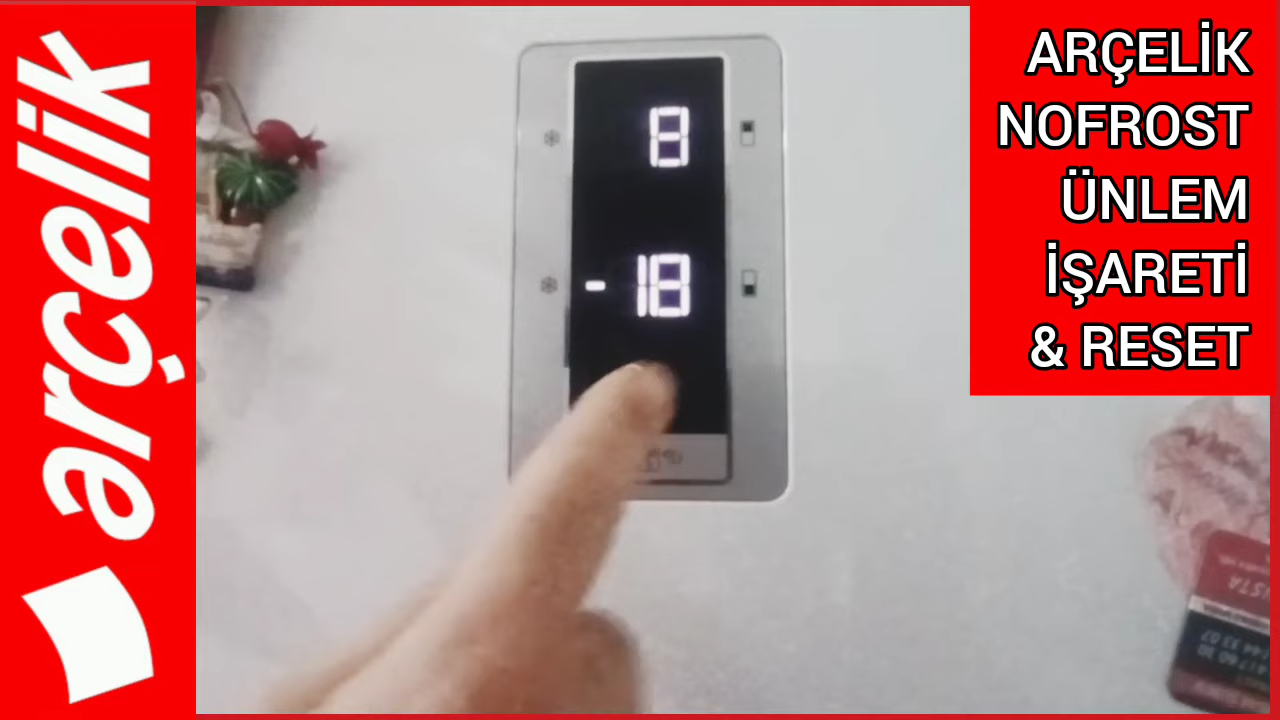 arçelik
8
-18
ARÇELİK
NOFROST
ÜNLEM
İŞARETİ
& RESET